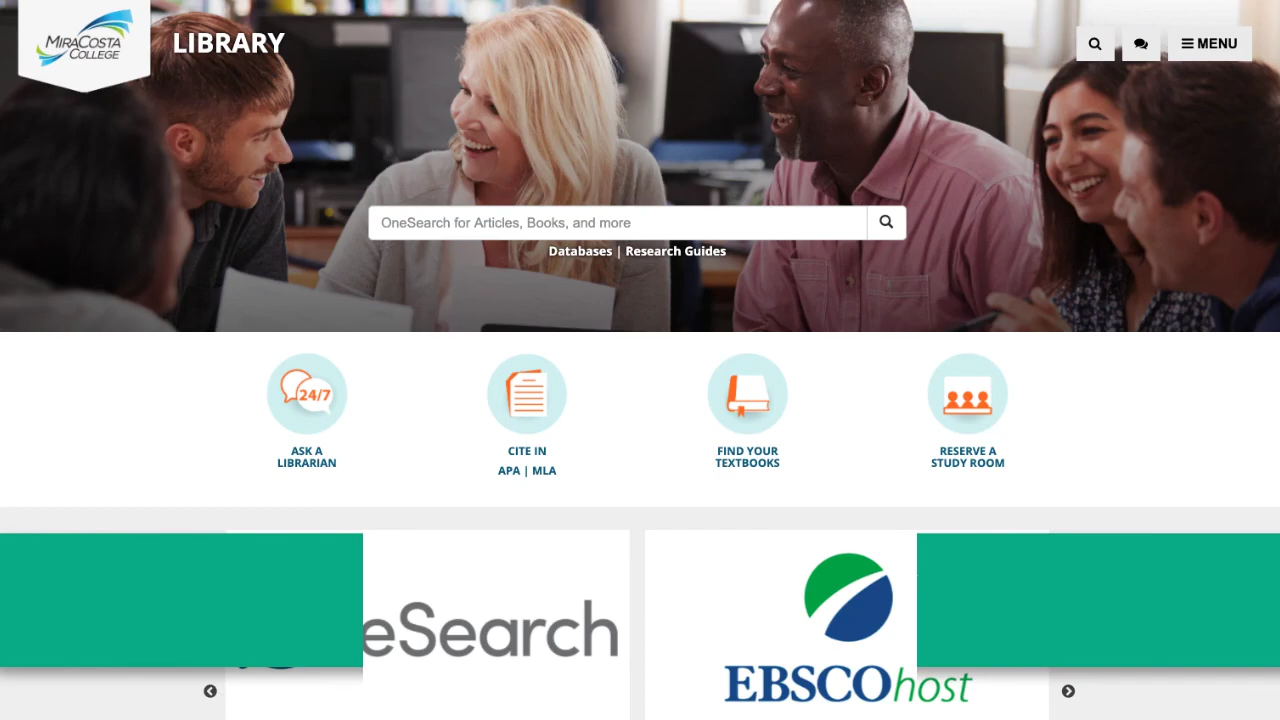 MIRACOSTA
COLLEGE
LIBRARY
MENU
OneSearch for Articles, Books, and more
Databases | Research Guides
24/7
ASK A
LIBRARIAN
CITE IN
APA | MLA
FIND YOUR
TEXTBOOKS
RESERVE A
STUDY ROOM
eSearch
EBSCOhost